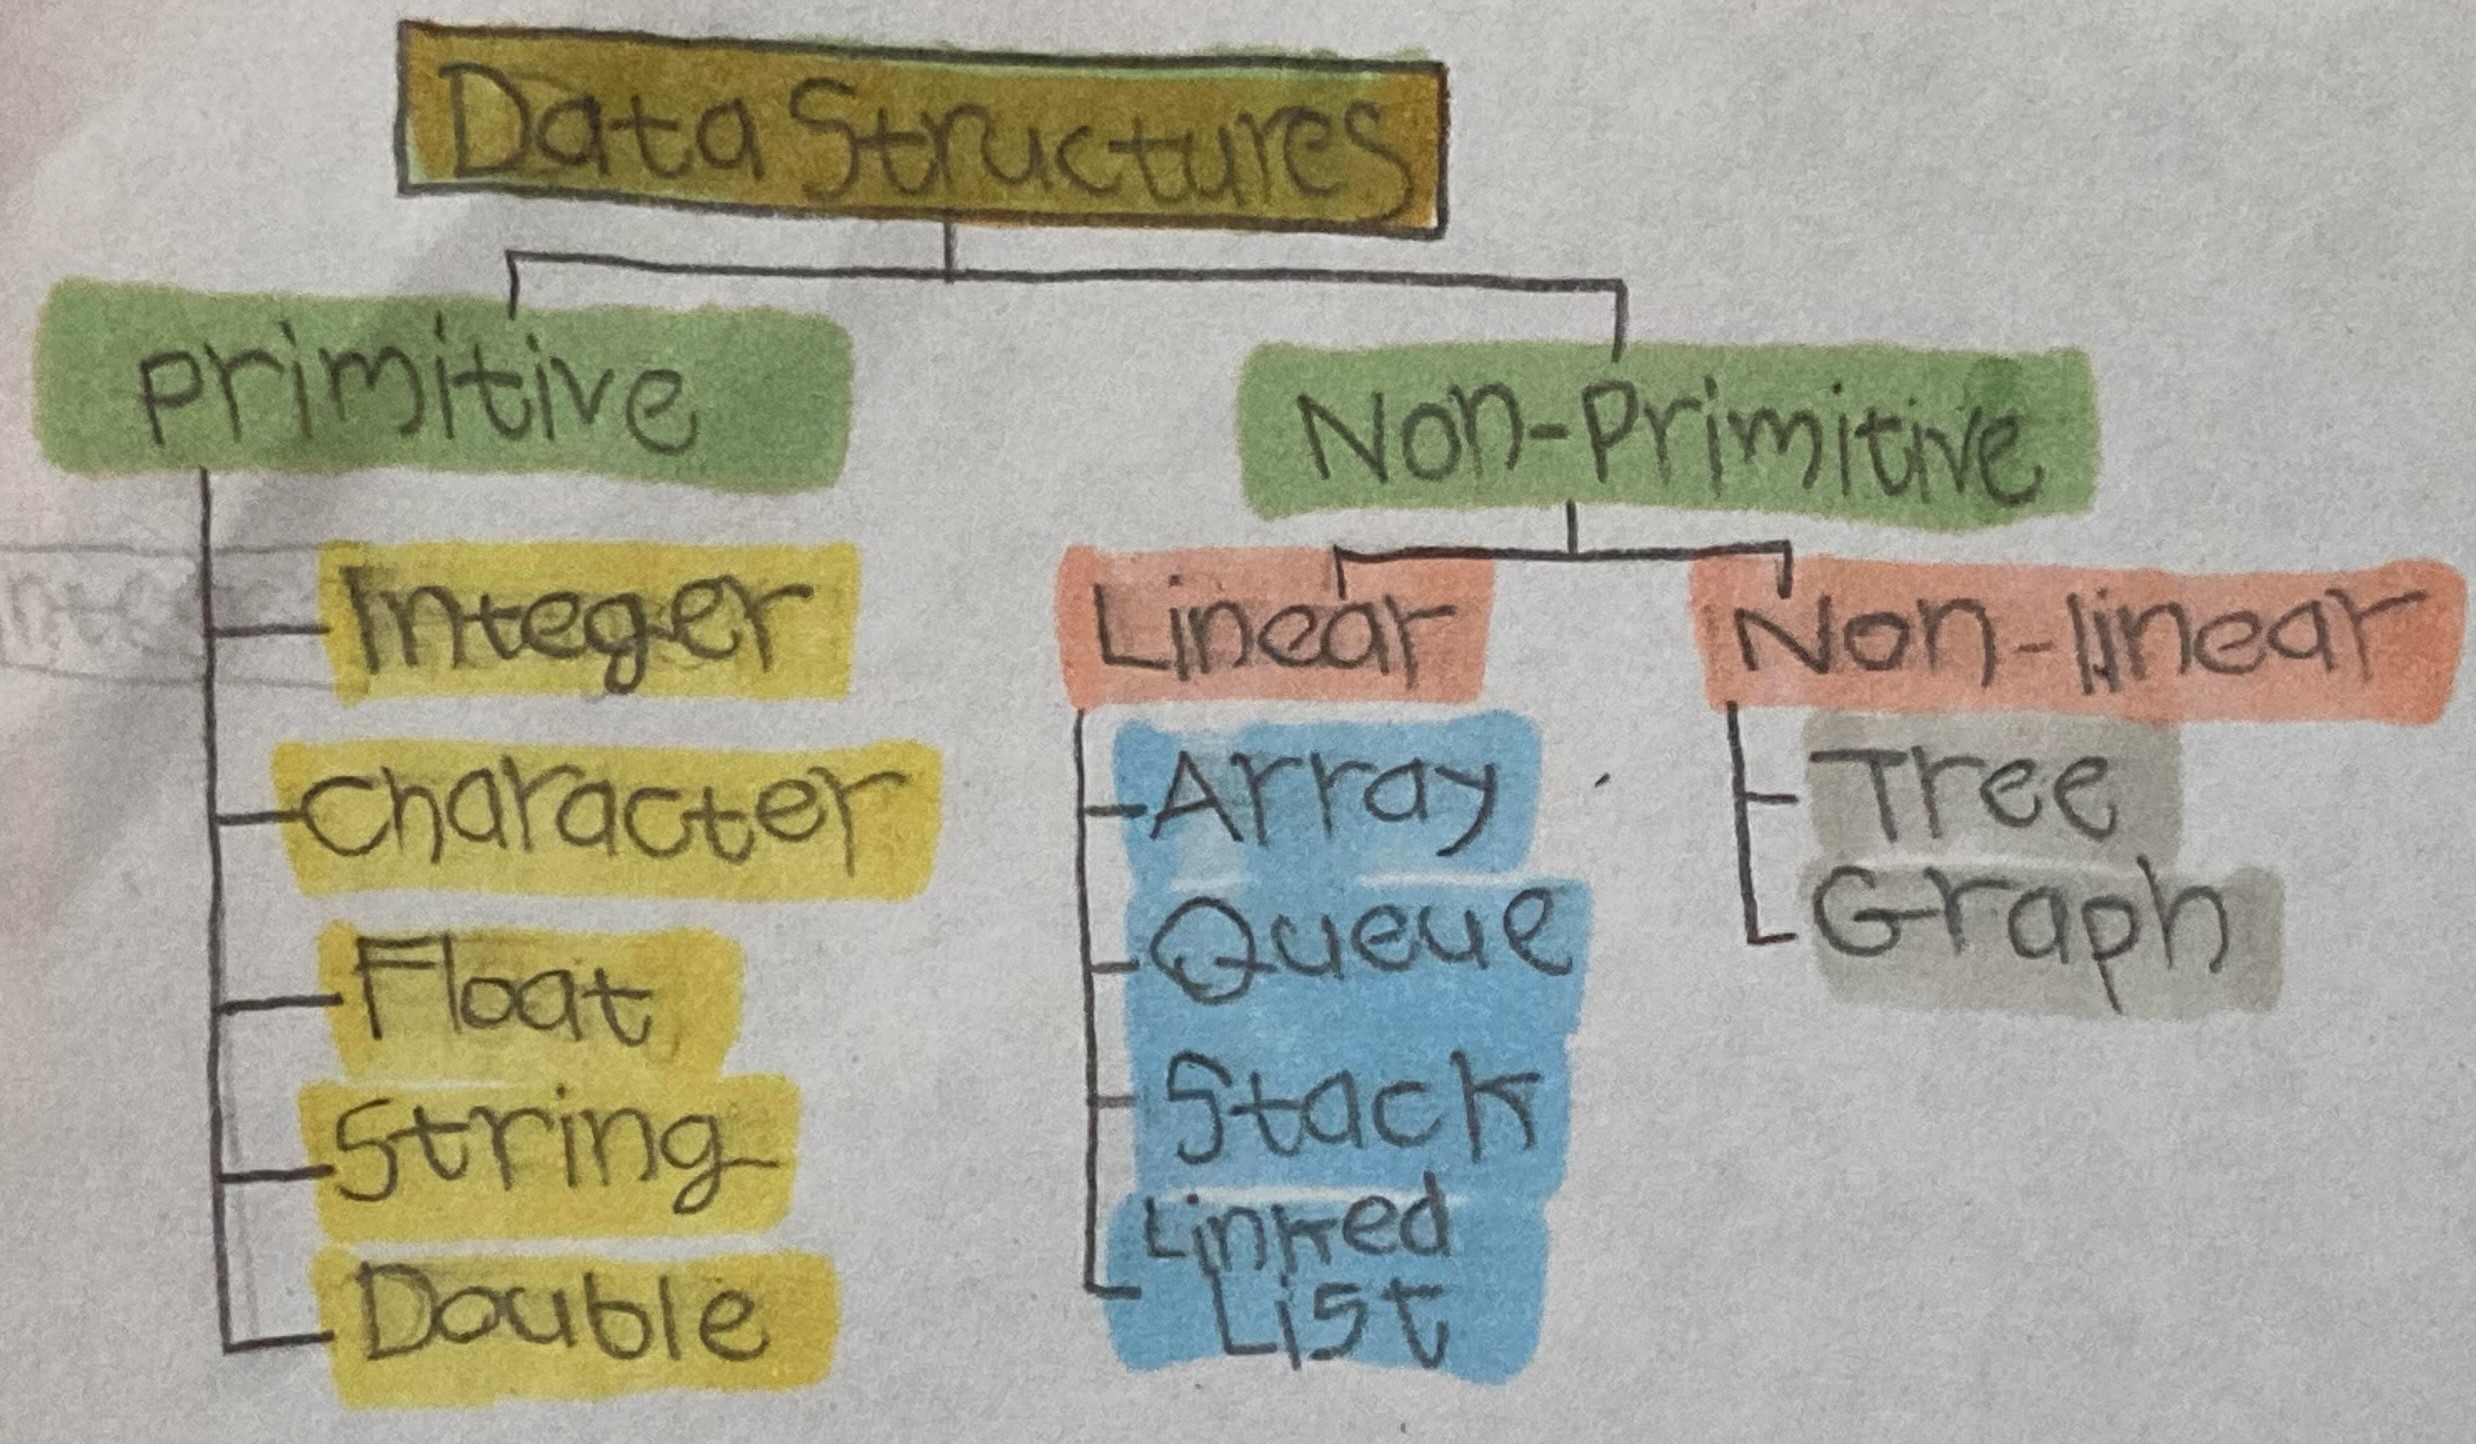 Data Structures
Primitive
Non-Primitive
Integer
Character
Float
String
Double
Linear
Array
Queue
Stack
Linked
List
Non-linear
Tree
Graph